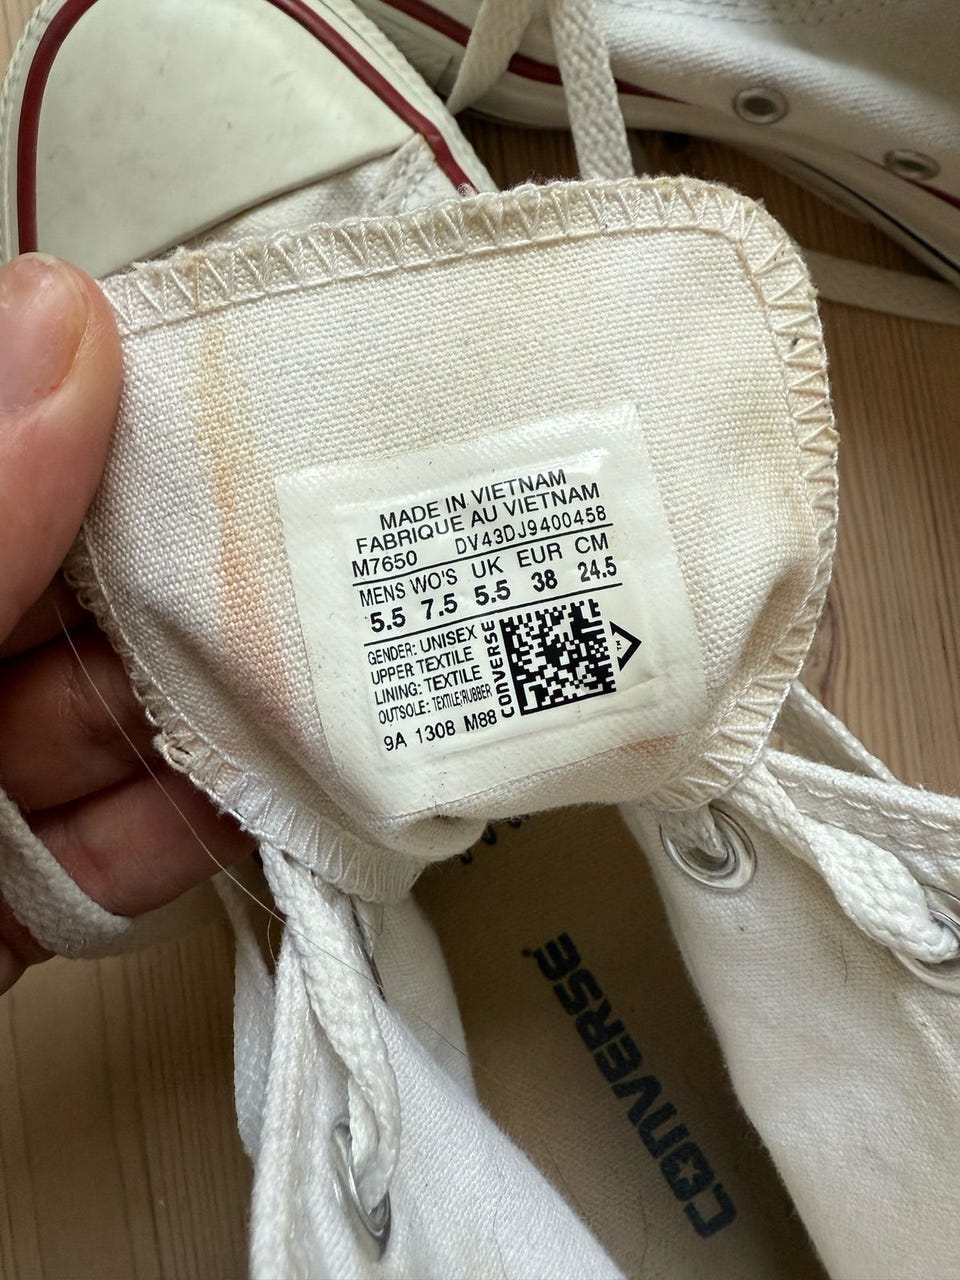 MADE IN VIETNAM
FABRIQUE AU VIETNAM
M7650 DV43DJ9400458
MENS WO'S UK EUR CM
5.5 7.5 5.5 38 24.5
GENDER: UNISEX
UPPER TEXTILE
LINING: TEXTILE
OUTSOLE: TEXTILE/RUBBER
CONVERSE
TM
9A 1308 M88
CONVERSE